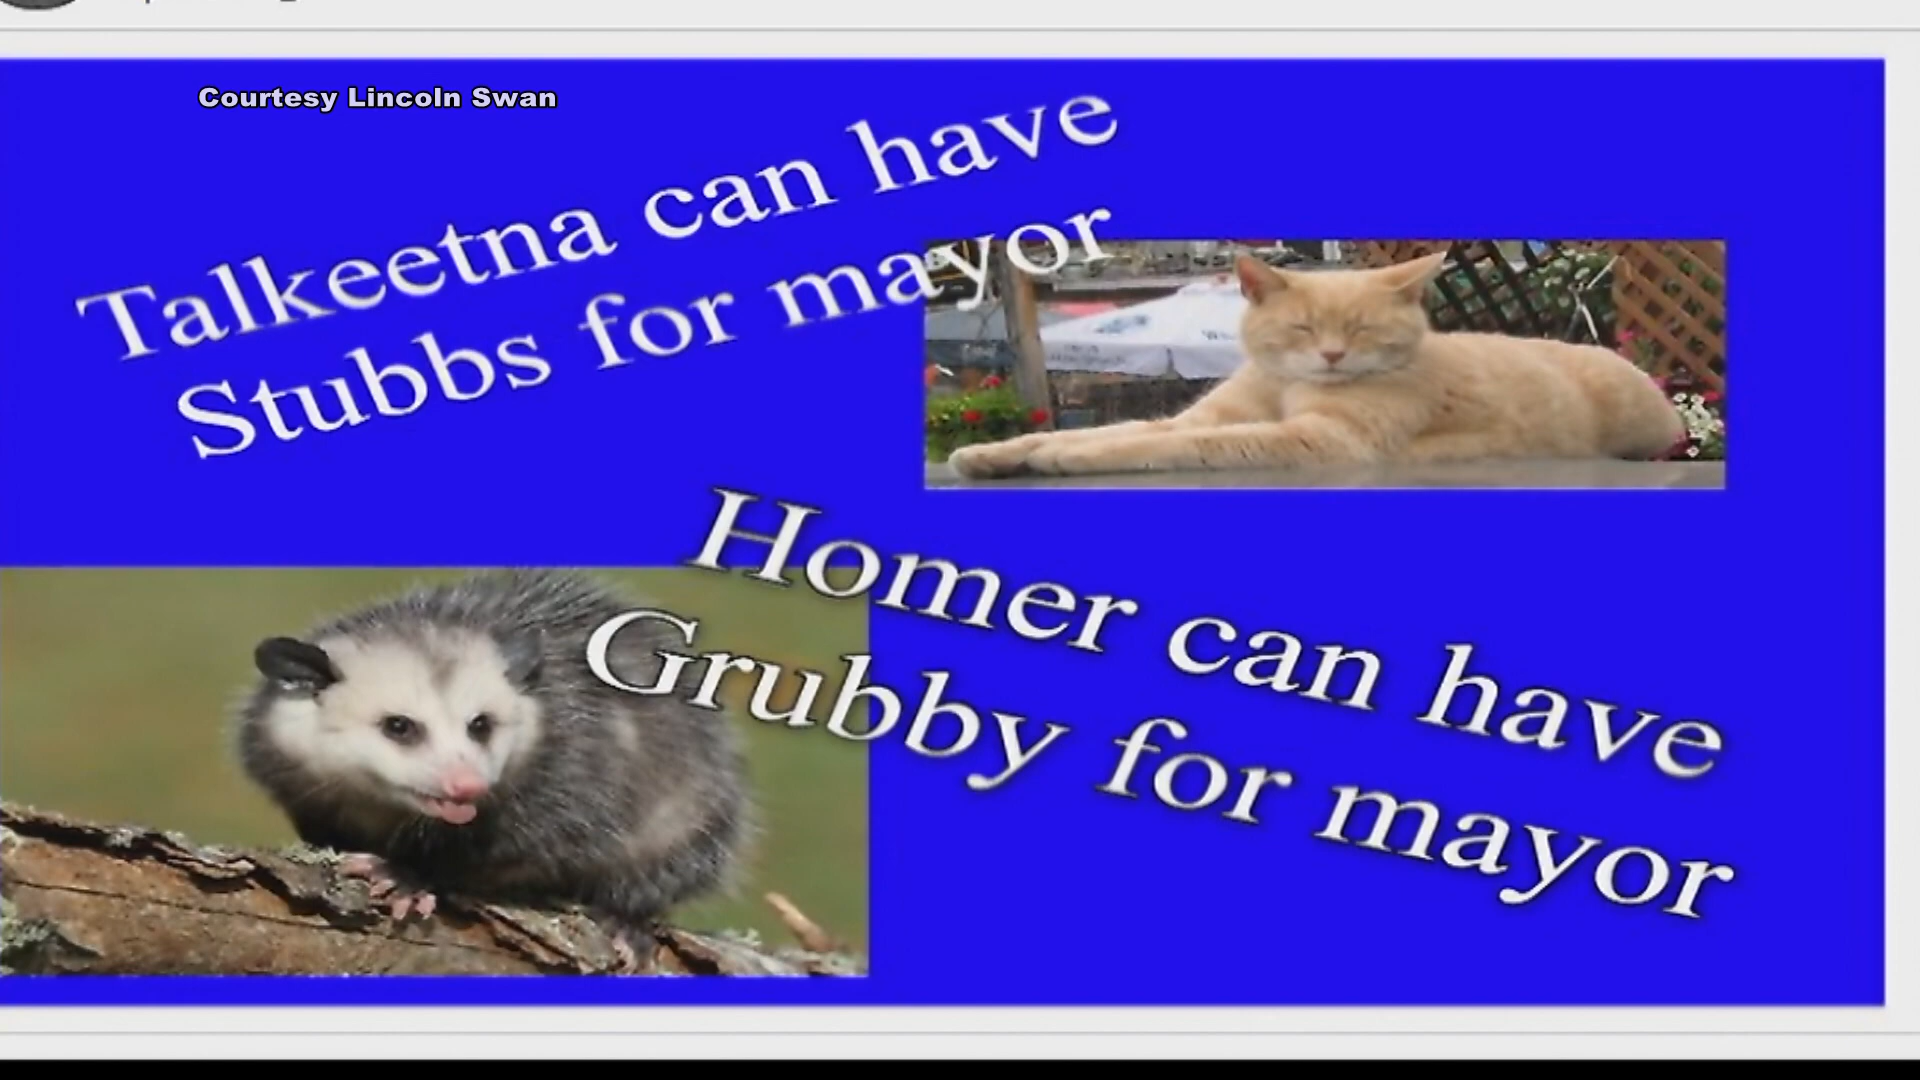 Courtesy Lincoln Swan
Talkeetna can have
Stubbs for mayor
Homer can have
Grubby for mayor